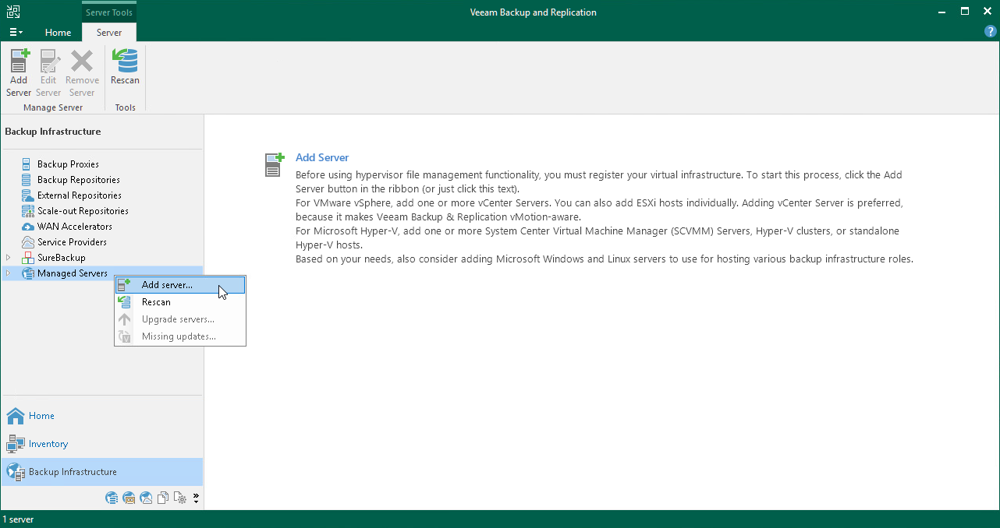 Server Tools
Veeam Backup and Replication
Home
Server
Add
Server
Edit
Server
Remove
Server
Rescan
Manage Server
Tools
Backup Infrastructure
Backup Proxies
Backup Repositories
External Repositories
Scale-out Repositories
WAN Accelerators
Service Providers
SureBackup
Managed Servers
Add server...
Rescan
Upgrade servers...
Missing updates...
Home
Inventory
Backup Infrastructure
Add Server
Before using hypervisor file management functionality, you must register your virtual infrastructure. To start this process, click the Add
Server button in the ribbon (or just click this text).
For VMware vSphere, add one or more vCenter Servers. You can also add ESXi hosts individually. Adding vCenter Server is preferred,
because it makes Veeam Backup & Replication vMotion-aware.
For Microsoft Hyper-V, add one or more System Center Virtual Machine Manager (SCVMM) Servers, Hyper-V clusters, or standalone
Hyper-V hosts.
Based on your needs, also consider adding Microsoft Windows and Linux servers to use for hosting various backup infrastructure roles.
1 server